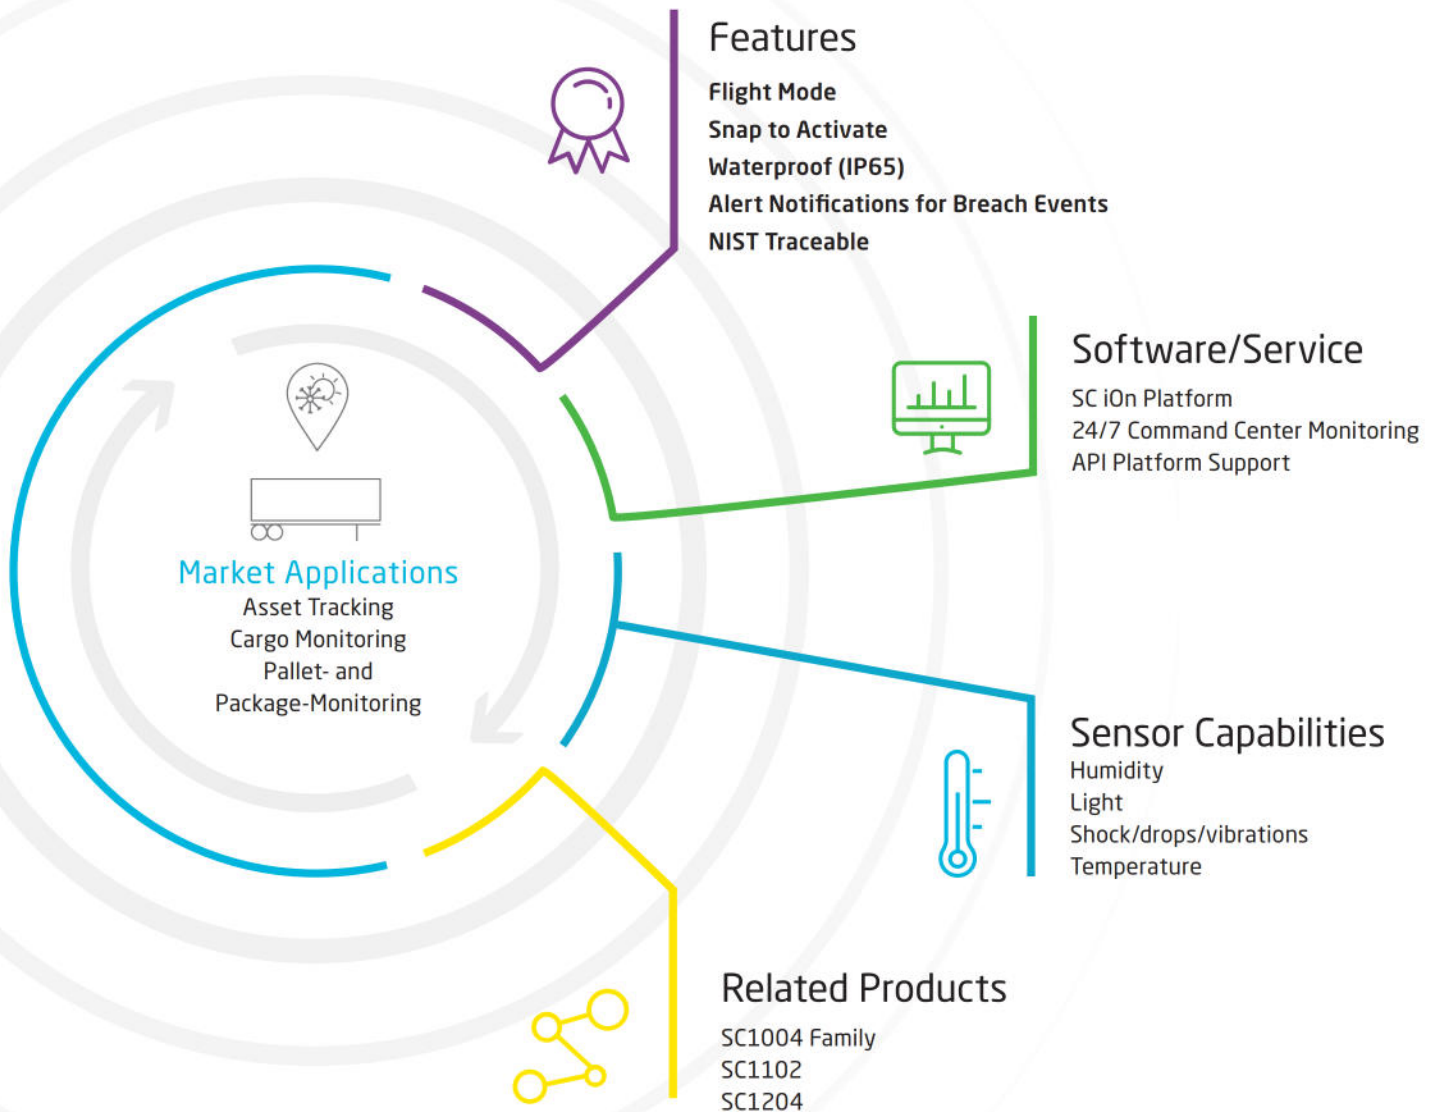 Features
Flight Mode
Snap to Activate
Waterproof (IP65)
Alert Notifications for Breach Events
NIST Traceable
Software/Service
SC iOn Platform
24/7 Command Center Monitoring
API Platform Support
Market Applications
Asset Tracking
Cargo Monitoring
Pallet- and
Package-Monitoring
Sensor Capabilities
Humidity
Light
Shock/drops/vibrations
Temperature
Related Products
SC1004 Family
SC1102
SC1204